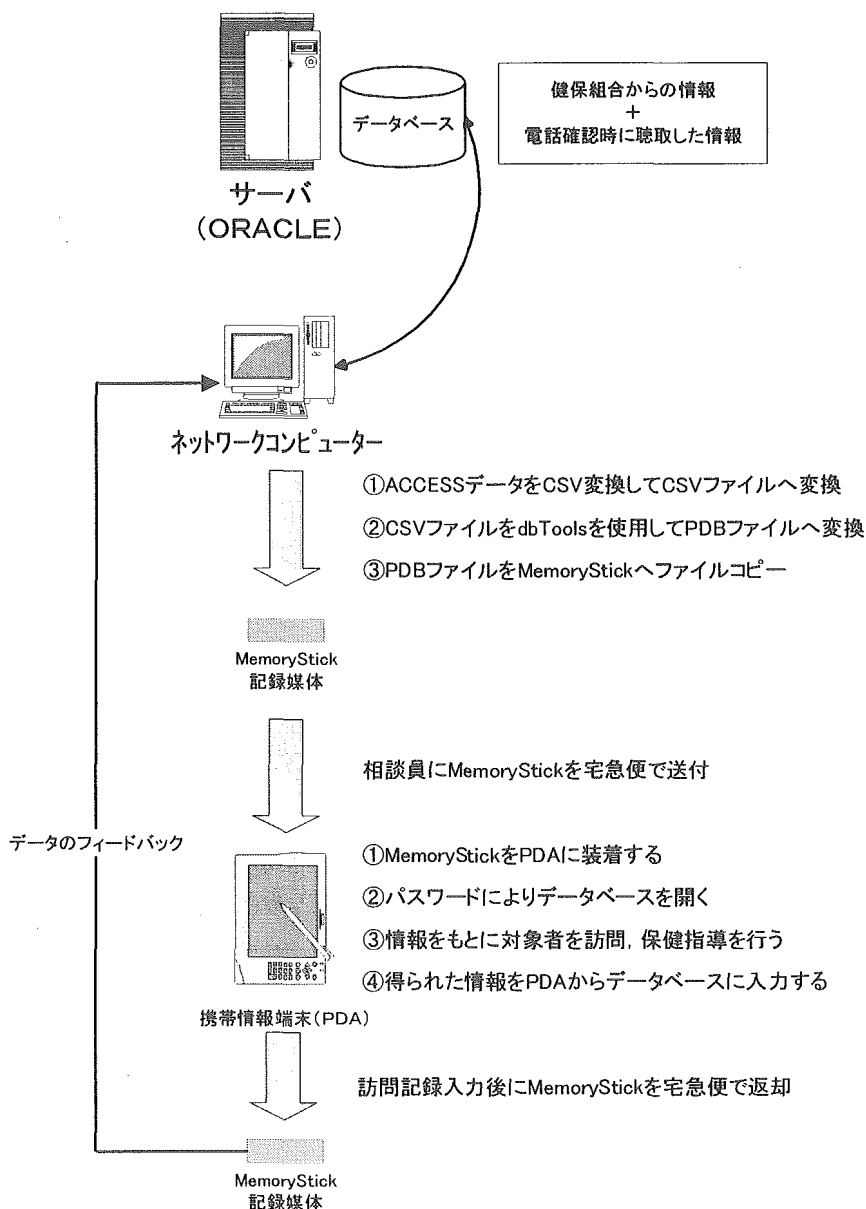 健保組合からの情報
+
電話確認時に聴取した情報
データベース
サーバ
(ORACLE)
ネットワークコンピューター
①ACCESSデータをCSV変換してCSVファイルへ変換
②CSVファイルをdbToolsを使用してPDBファイルへ変換
③PDBファイルをMemoryStickへファイルコピー
MemoryStick
記録媒体
相談員にMemoryStickを宅急便で送付
データのフィードバック
①MemoryStickをPDAに装着する
②パスワードによりデータベースを開く
③情報をもとに対象者を訪問,保健指導を行う
④得られた情報をPDAからデータベースに入力する
携帯情報端末(PDA)
訪問記録入力後にMemoryStickを宅急便で返却
MemoryStick
記録媒体